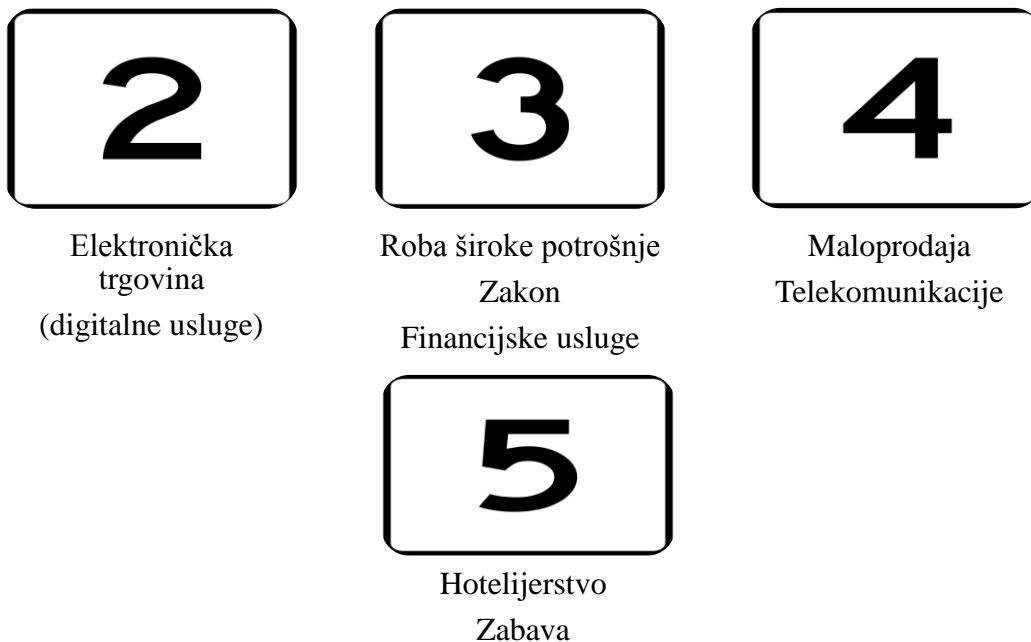 2
Elektronička
trgovina
(digitalne usluge)
3
Roba široke potrošnje
Zakon
Financijske usluge
4
Maloprodaja
Telekomunikacije
5
Hotelijerstvo
Zabava